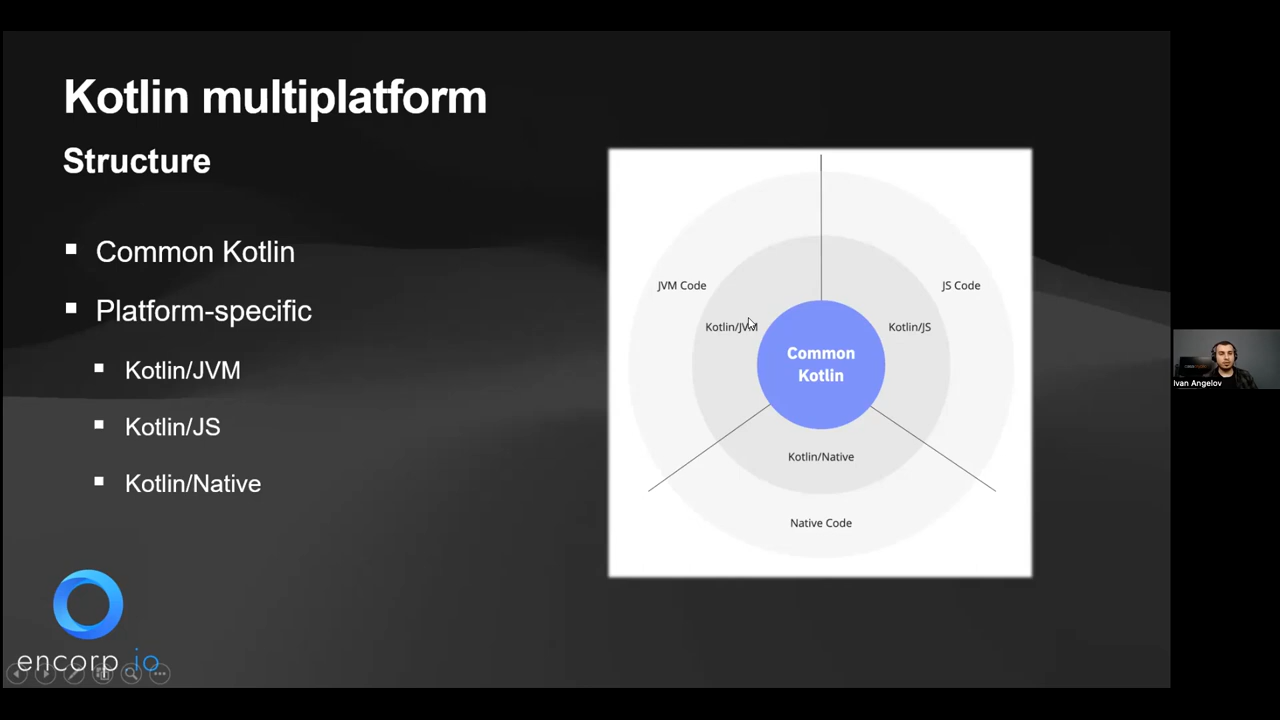 Kotlin multiplatform
Structure
Common Kotlin
Platform-specific
Kotlin/JVM
Kotlin/JS
Kotlin/Native
JVM Code
JS Code
Kotlin/JVM
Kotlin/JS
Common
Kotlin
Kotlin/Native
Native Code
encorp.io
Ivan Angelov